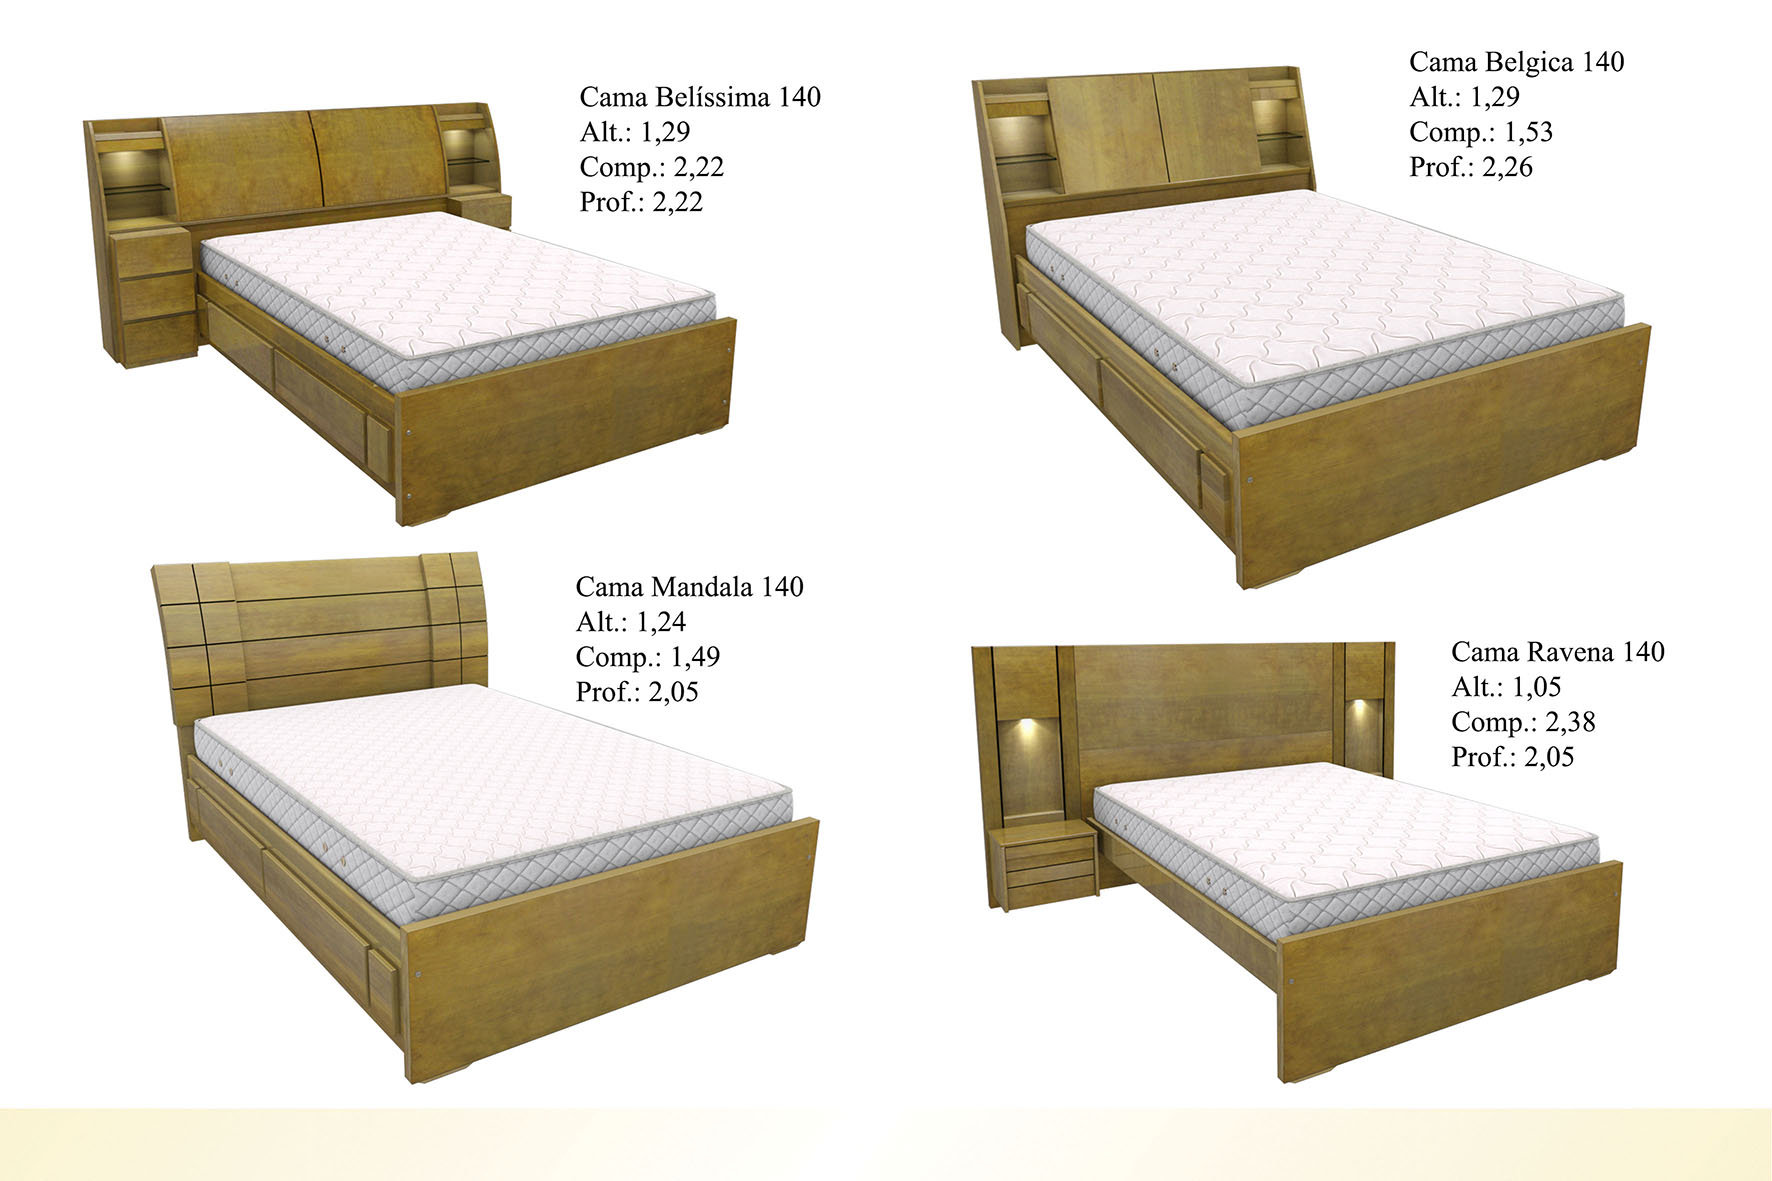 Cama Belíssima 140
Alt.: 1,29
Comp.: 2,22
Prof.: 2,22
Cama Belgica 140
Alt.: 1,29
Comp.: 1,53
Prof.: 2,26
Cama Mandala 140
Alt.: 1,24
Comp.: 1,49
Prof.: 2,05
Cama Ravena 140
Alt.: 1,05
Comp.: 2,38
Prof.: 2,05